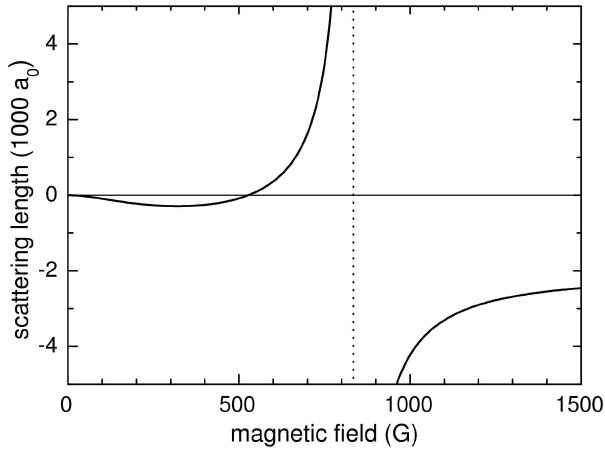 4
2
0
-2
-4
scattering length (1000 a₀)
0 500 1000 1500
magnetic field (G)